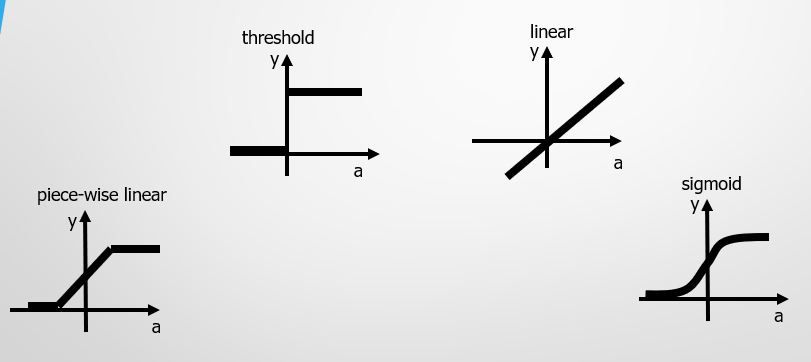 threshold
y
a
linear
y
a
piece-wise linear
y
a
sigmoid
y
a